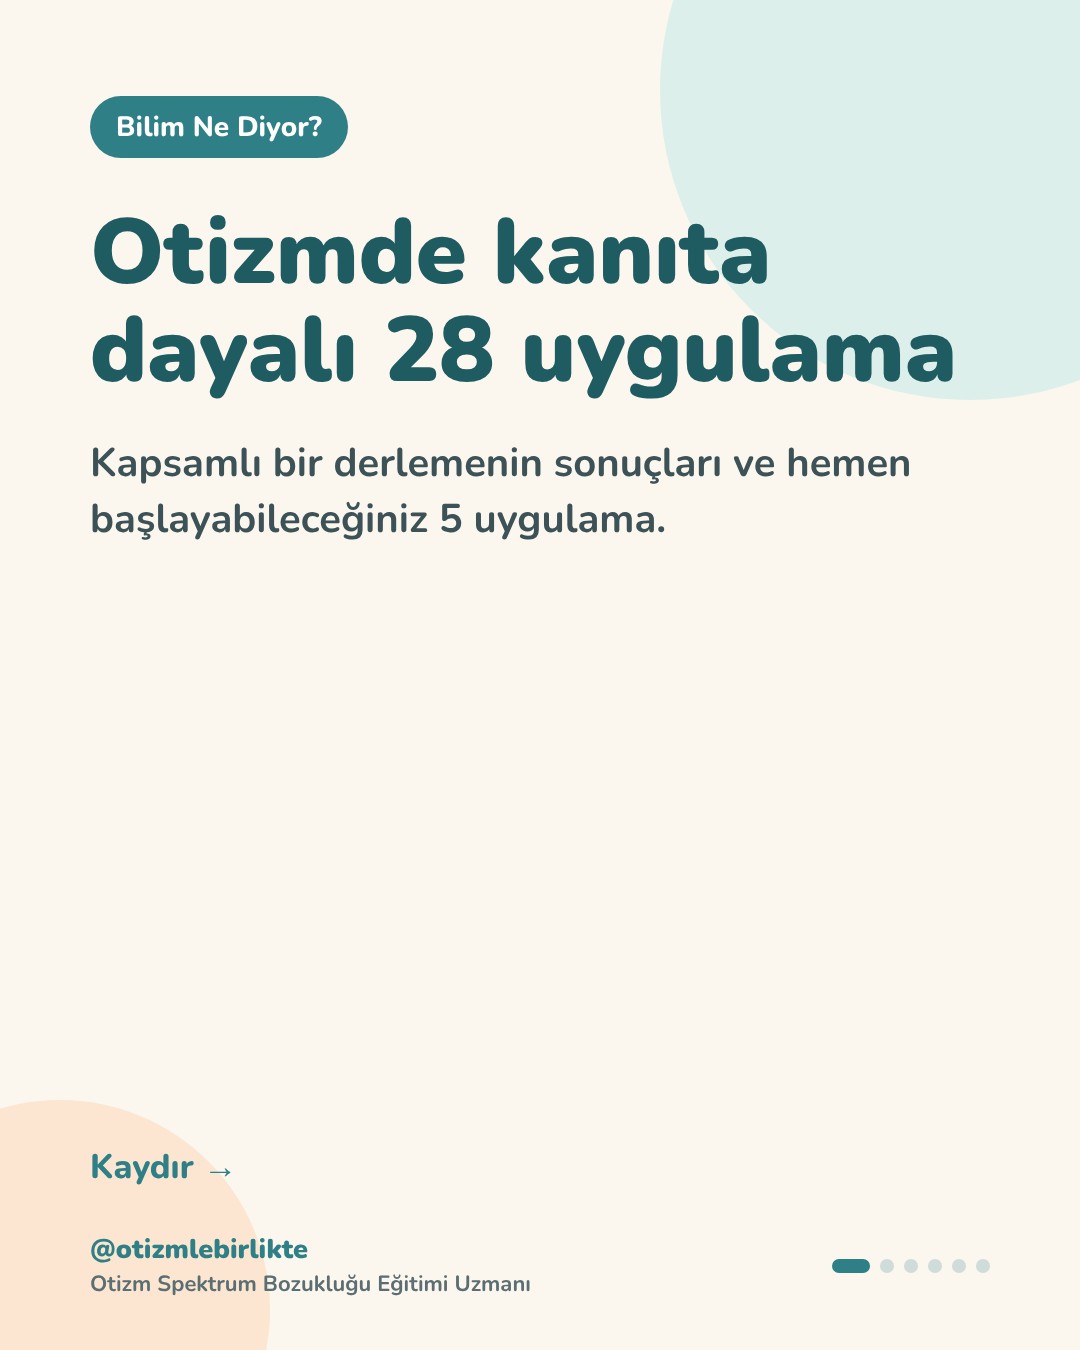 Bilim Ne Diyor?
Otizmde kanıta
dayalı 28 uygulama
Kapsamlı bir derlemenin sonuçları ve hemen
başlayabileceğiniz 5 uygulama.
Kaydır →
@otizmlebirlikte
Otizm Spektrum Bozukluğu Eğitimi Uzmanı